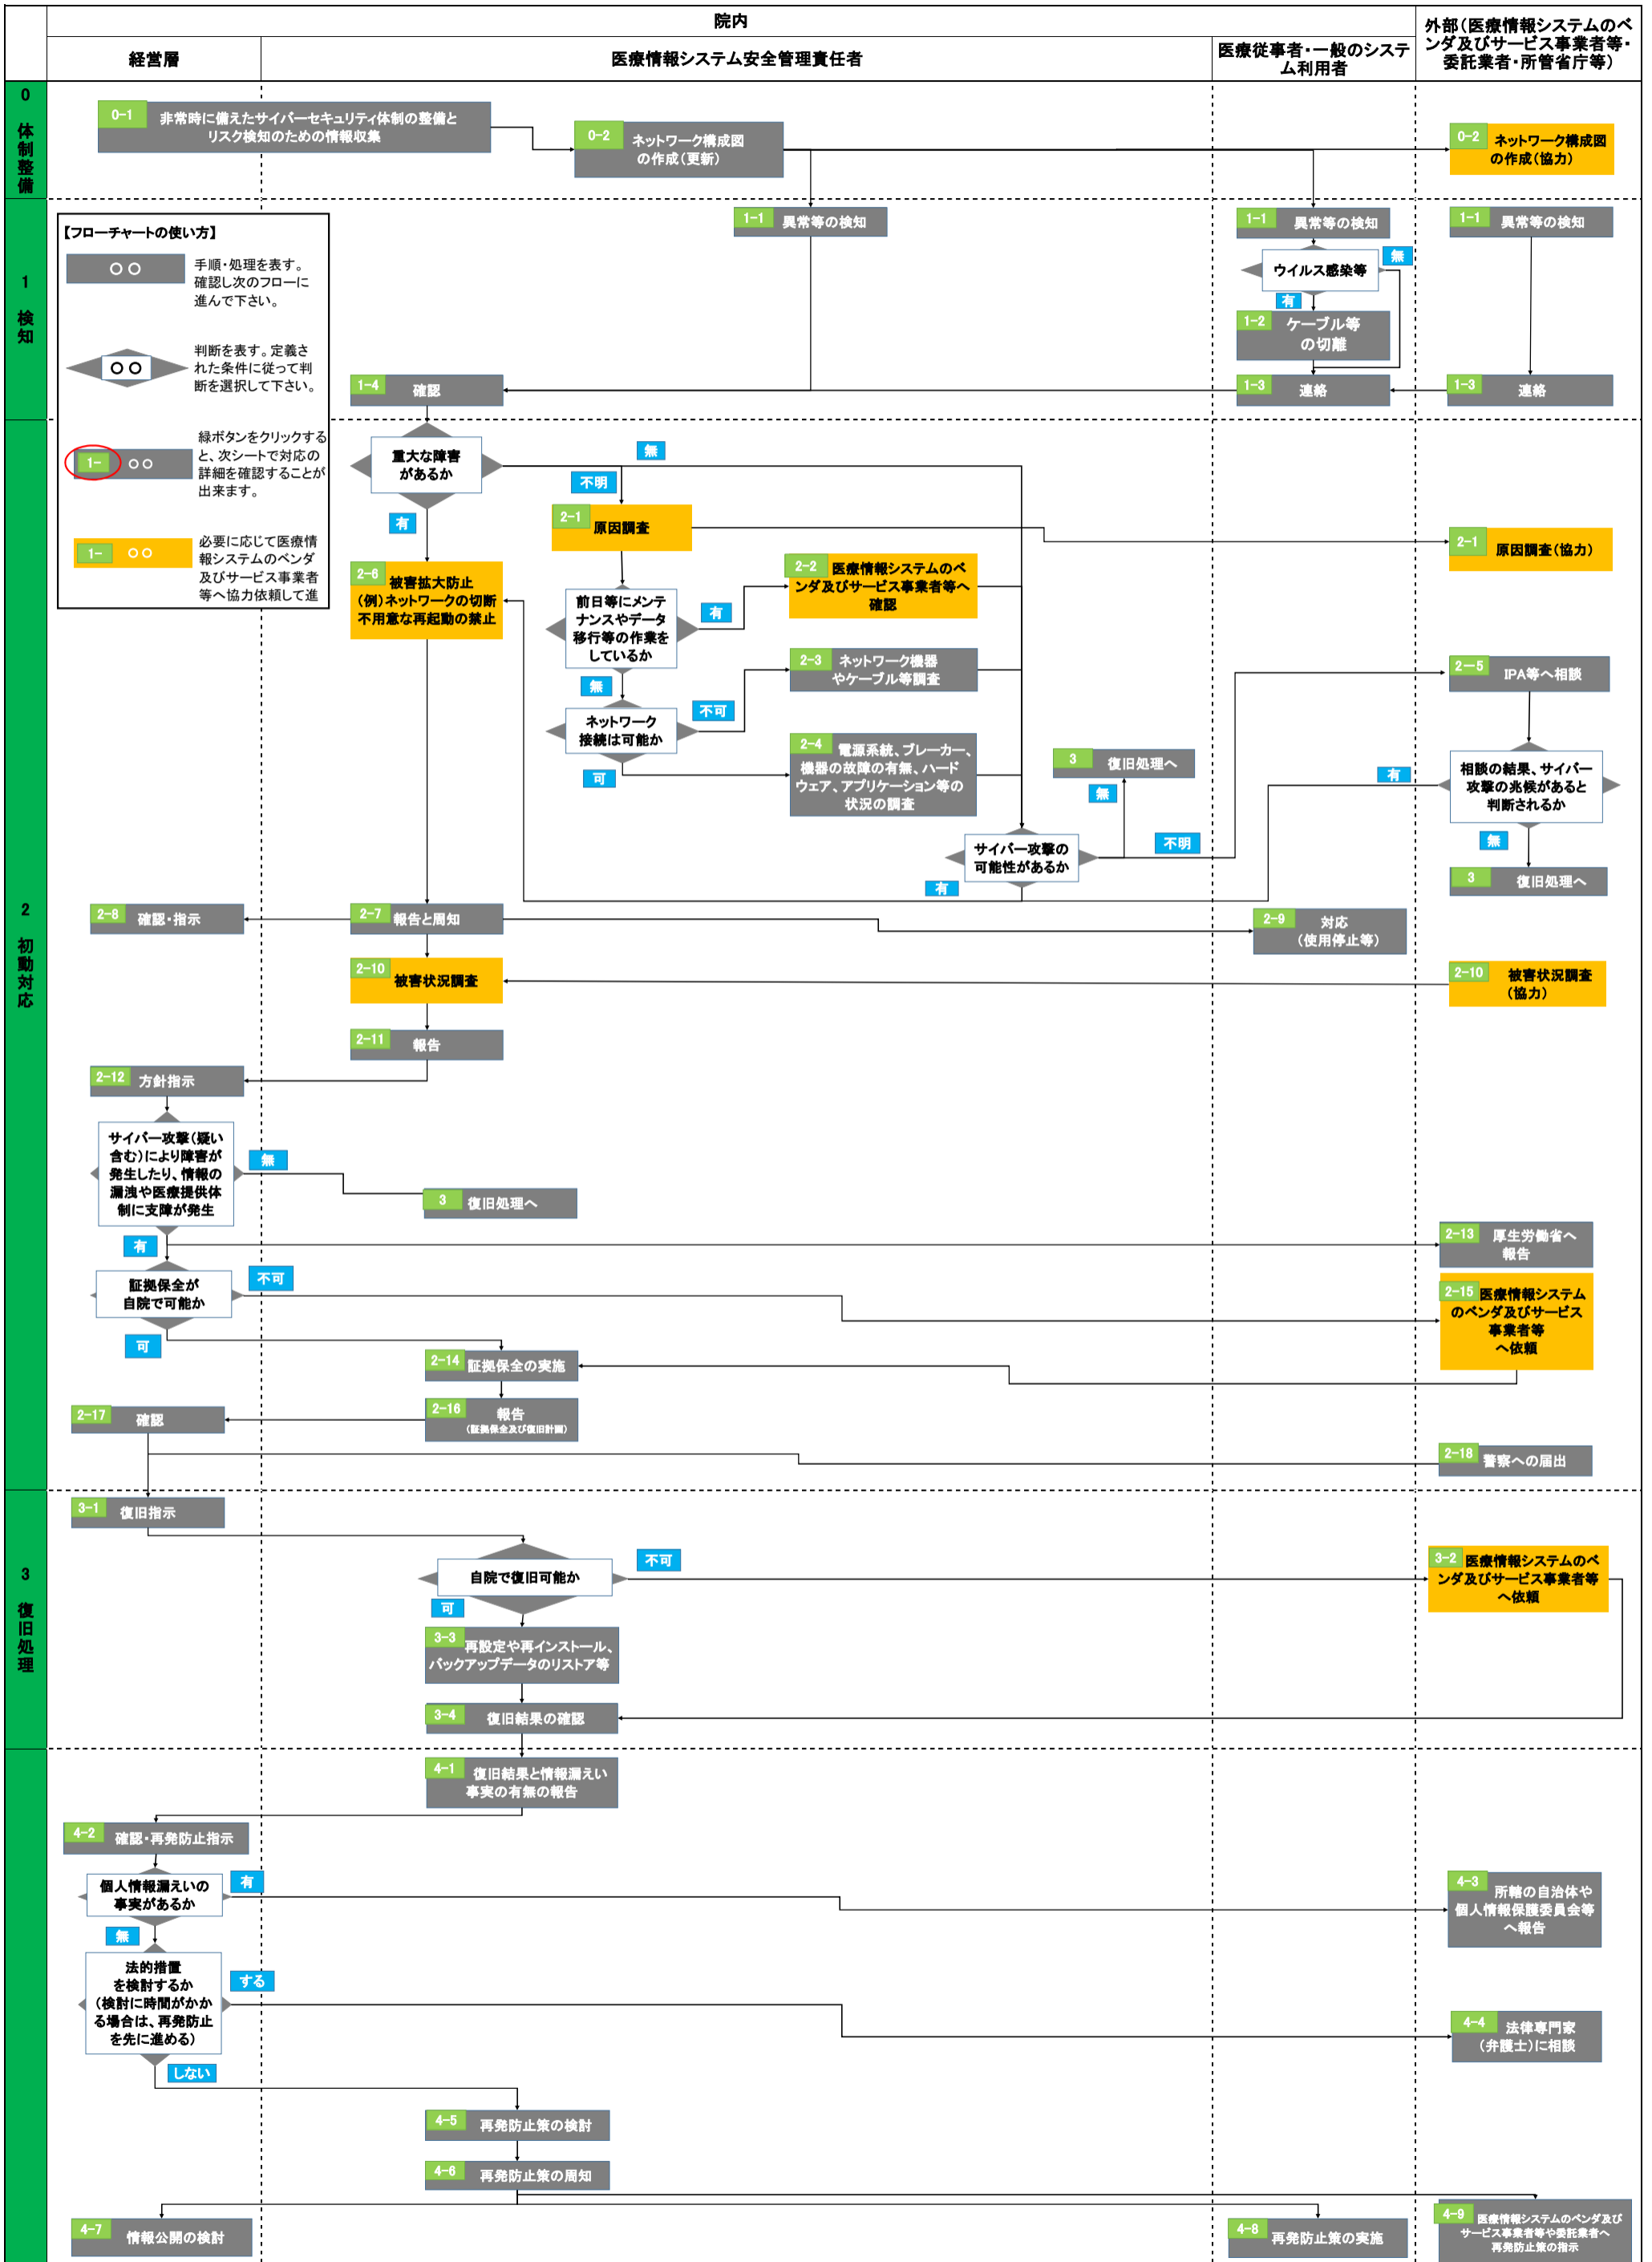 院内
外部(医療情報システムのベ
ンダ及びサービス事業者等・
委託業者・所管省庁等)
経営層
医療情報システム安全管理責任者
医療従事者・一般のシステ
ム利用者
0
体制整備
0-1
非常時に備えたサイバーセキュリティ体制の整備と
リスク検知のための情報収集
0-2
ネットワーク構成図
の作成(更新)
0-2
ネットワーク構成図
の作成(協力)
1
検知
【フローチャートの使い方】
○○
手順・処理を表す。
確認し次のフローに
進んで下さい。
○○
判断を表す。定義さ
れた条件に従って判
断を選択して下さい。
1-
○○
緑ボタンをクリックする
と、次シートで対応の
詳細を確認することが
出来ます。
1-
○○
必要に応じて医療情
報システムのベンダ
及びサービス事業者
等へ協力依頼して進
1-1 異常等の検知
1-1 異常等の検知
1-1 異常等の検知
ウイルス感染等
無
有
1-2 ケーブル等
の切離
1-4 確認
1-3 連絡
1-3 連絡
2
初動対応
重大な障害
があるか
無
不明
有
2-1
原因調査
2-1
原因調査(協力)
2-6
被害拡大防止
(例)ネットワークの切断
不用意な再起動の禁止
2-2
医療情報システムのベ
ンダ及びサービス事業者等へ
確認
前日等にメンテ
ナンスやデータ
移行等の作業を
しているか
有
無
2-3 ネットワーク機器
やケーブル等調査
2-5
IPA等へ相談
ネットワーク
接続は可能か
不可
可
2-4
電源系統、ブレーカー、
機器の故障の有無、ハード
ウェア、アプリケーション等の
状況の調査
3 復旧処理へ
無
相談の結果、サイバー
攻撃の兆候があると
判断されるか
有
無
サイバー攻撃の
可能性があるか
不明
有
3 復旧処理へ
2-8 確認・指示
2-7 報告と周知
2-9 対応
(使用停止等)
2-10
被害状況調査
2-10 被害状況調査
(協力)
2-11
報告
2-12 方針指示
サイバー攻撃(疑い
含む)により障害が
発生したり、情報の
漏洩や医療提供体
制に支障が発生
無
3 復旧処理へ
有
2-13 厚生労働省へ
報告
証拠保全が
自院で可能か
不可
可
2-15 医療情報システム
のベンダ及びサービス
事業者等
へ依頼
2-14 証拠保全の実施
2-16 報告
(証拠保全及び復旧計画)
2-17 確認
2-18 警察への届出
3
復旧処理
3-1 復旧指示
自院で復旧可能か
不可
可
3-2 医療情報システムのベ
ンダ及びサービス事業者等
へ依頼
3-3 再設定や再インストール、
バックアップデータのリストア等
3-4 復旧結果の確認
4-1 復旧結果と情報漏えい
事実の有無の報告
4-2 確認・再発防止指示
個人情報漏えいの
事実があるか
有
無
4-3 所轄の自治体や
個人情報保護委員会等
へ報告
法的措置
を検討するか
(検討に時間がかか
る場合は、再発防止
を先に進める)
する
しない
4-4 法律専門家
(弁護士)に相談
4-5 再発防止策の検討
4-6 再発防止策の周知
4-7 情報公開の検討
4-8 再発防止策の実施
4-9 医療情報システムのベンダ及び
サービス事業者等や委託業者へ
再発防止策の指示